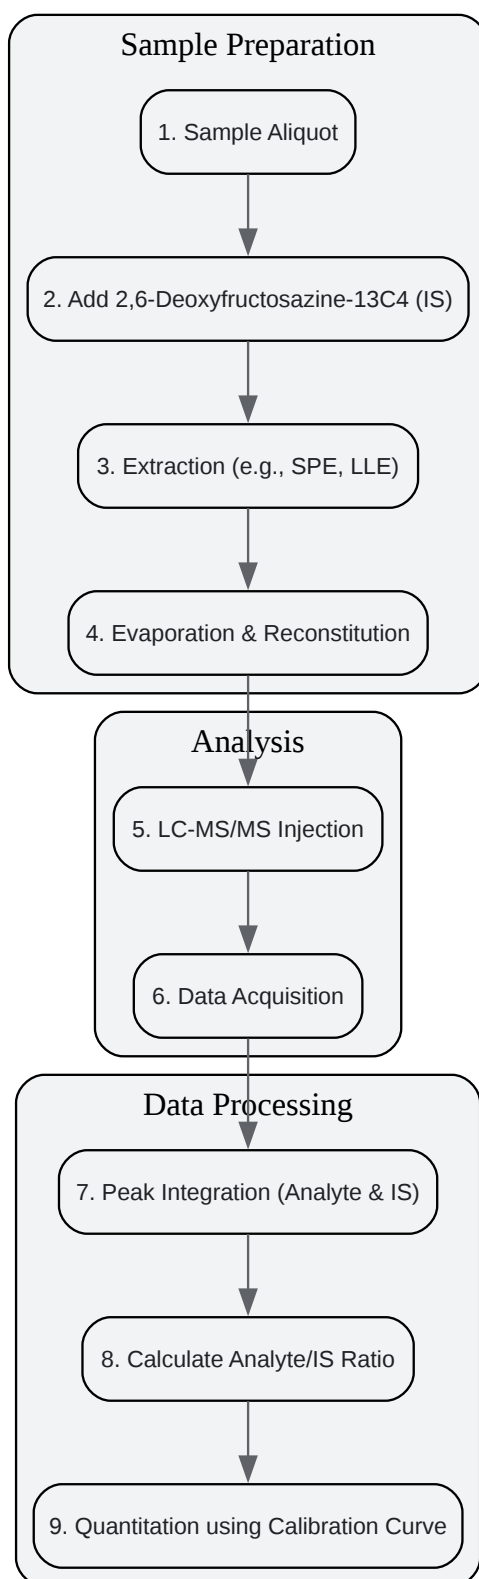 Sample Preparation
1. Sample Aliquot
2. Add 2,6-Deoxyfructosazine-13C4 (IS)
3. Extraction (e.g., SPE, LLE)
4. Evaporation & Reconstitution
Analysis
5. LC-MS/MS Injection
6. Data Acquisition
Data Processing
7. Peak Integration (Analyte & IS)
8. Calculate Analyte/IS Ratio
9. Quantitation using Calibration Curve